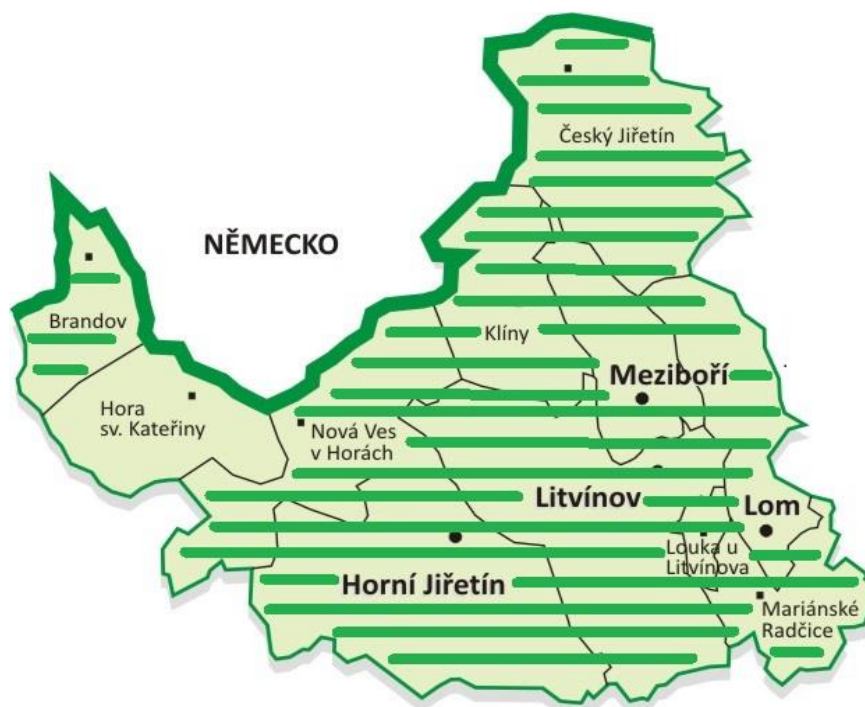 Český Jiřetín
NĚMECKO
Brandov
Klíny
Meziboří
Hora
sv. Kateřiny
Nová Ves
v Horách
Litvínov
Lom
Louka u
Litvínova
Horní Jiřetín
Mariánské
Radčice